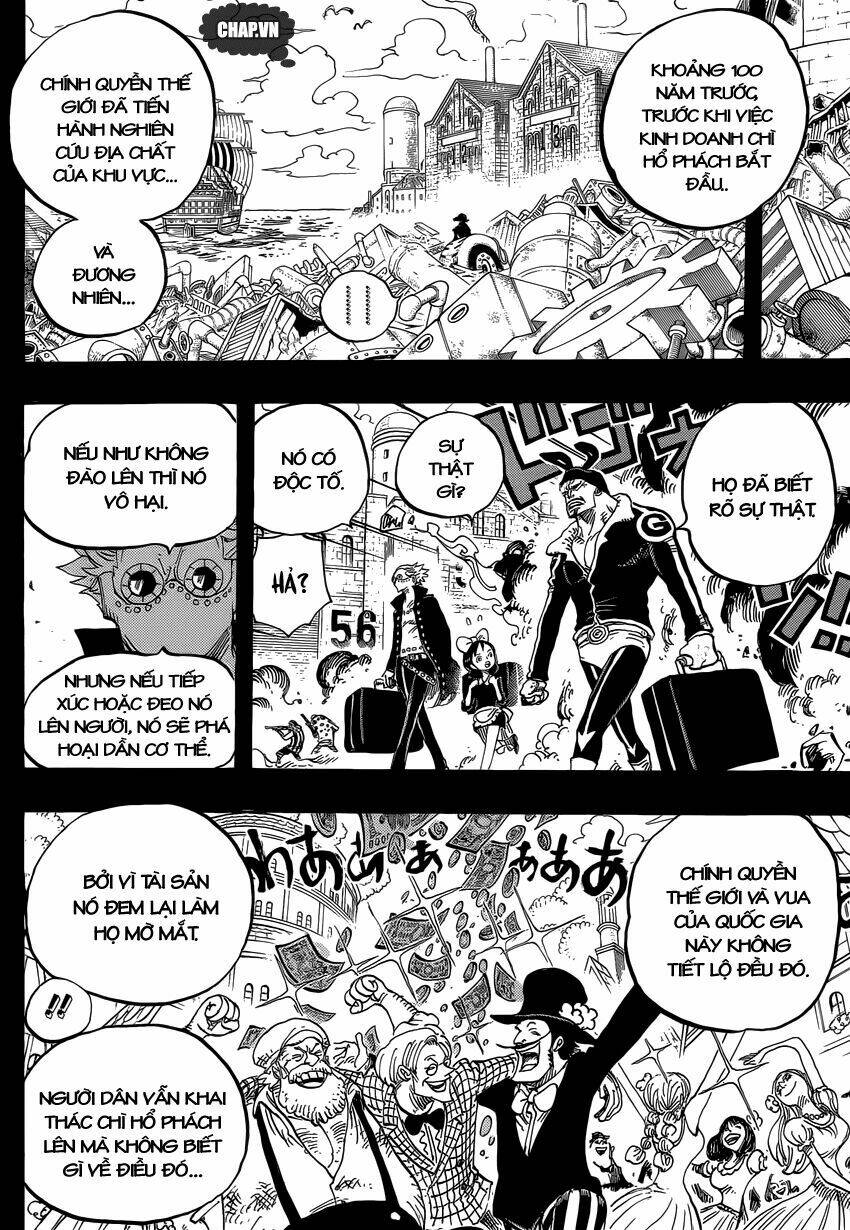 CHAP.VN
KHOẢNG 100
NĂM TRƯỚC,
TRƯỚC KHI VIỆC
KINH DOANH CHÌ
HỔ PHÁCH BẮT
ĐẦU..
CHÍNH QUYỀN THẾ
GIỚI ĐÃ TIẾN
HÀNH NGHIÊN
CỨU ĐỊA CHẤT
CỦA KHU VỰC...
VÀ
ĐƯƠNG
NHIÊN...
HỌ ĐÃ BIẾT
RÕ SỰ THẬT.
SỰ
THẬT
GÌ?
NÓ CÓ
ĐỘC TỐ.
HẢ?
G
56
NẾU NHƯ KHÔNG
ĐÀO LÊN THÌ NÓ
VÔ HẠI.
NHƯNG NẾU TIẾP
XÚC HOẶC ĐEO NÓ
LÊN NGƯỜI, NÓ SẼ PHÁ
HOẠI DẦN CƠ THỂ.
CHÍNH QUYỀN
THẾ GIỚI VÀ VUA
CỦA QUỐC GIA
NÀY KHÔNG
TIẾT LỘ ĐỀU ĐÓ.
BỞI VÌ TÀI SẢN
NÓ ĐEM LẠI LÀM
HỌ MỜ MẮT.
!!
NGƯỜI DÂN VẪN KHAI
THÁC CHÌ HỔ PHÁCH
LÊN MÀ KHÔNG BIẾT
GÌ VỀ ĐIỀU ĐÓ...